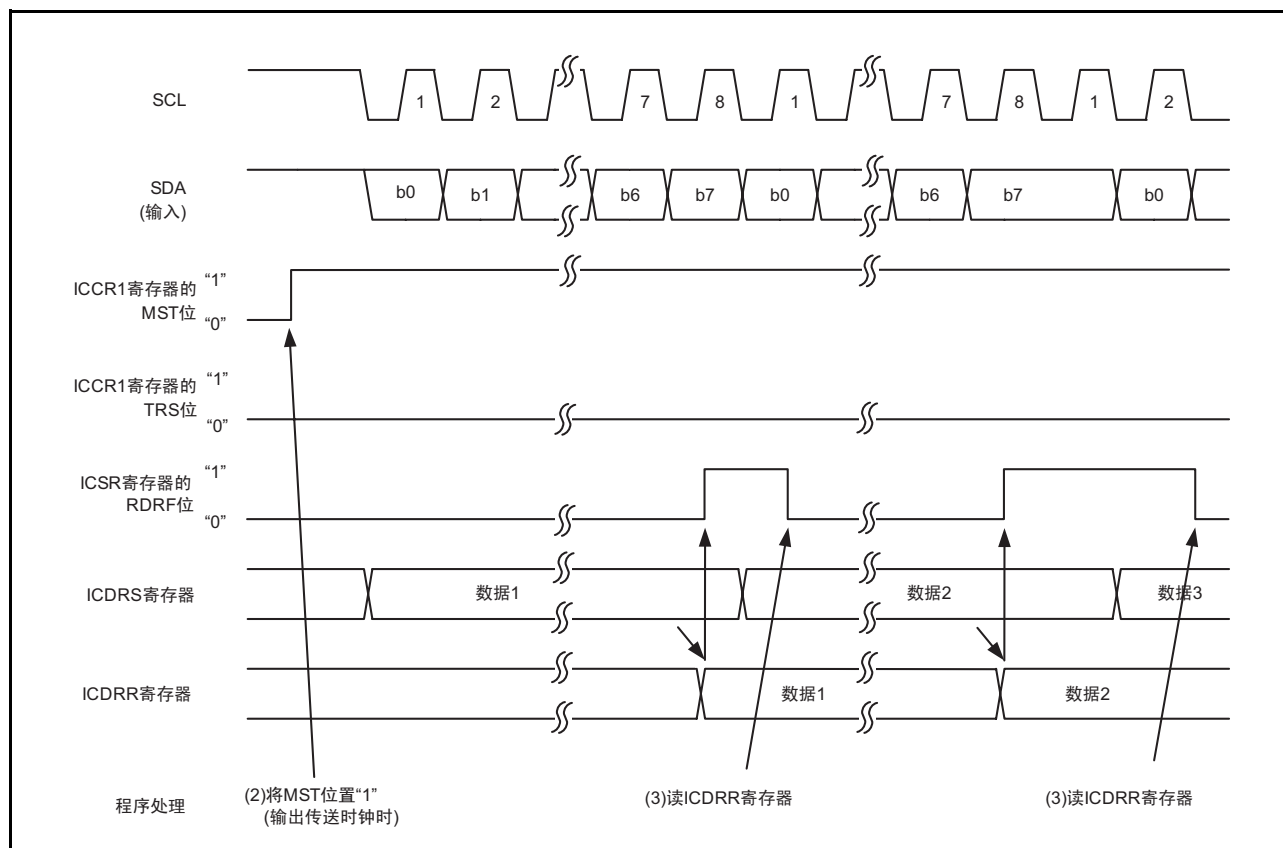 SCL
1 2 7 8 1 7 8 1 2
SDA
(输入)
b0 b1 b6 b7 b0 b6 b7 b0
ICCR1寄存器的
MST位
“1”
“0”
ICCR1寄存器的
TRS位
“1”
“0”
ICSR寄存器的
RDRF位
“1”
“0”
ICDRS寄存器
数据1 数据2 数据3
ICDRR寄存器
数据1 数据2
程序处理
(2)将MST位置“1”
(输出传送时钟时)
(3)读ICDRR寄存器
(3)读ICDRR寄存器